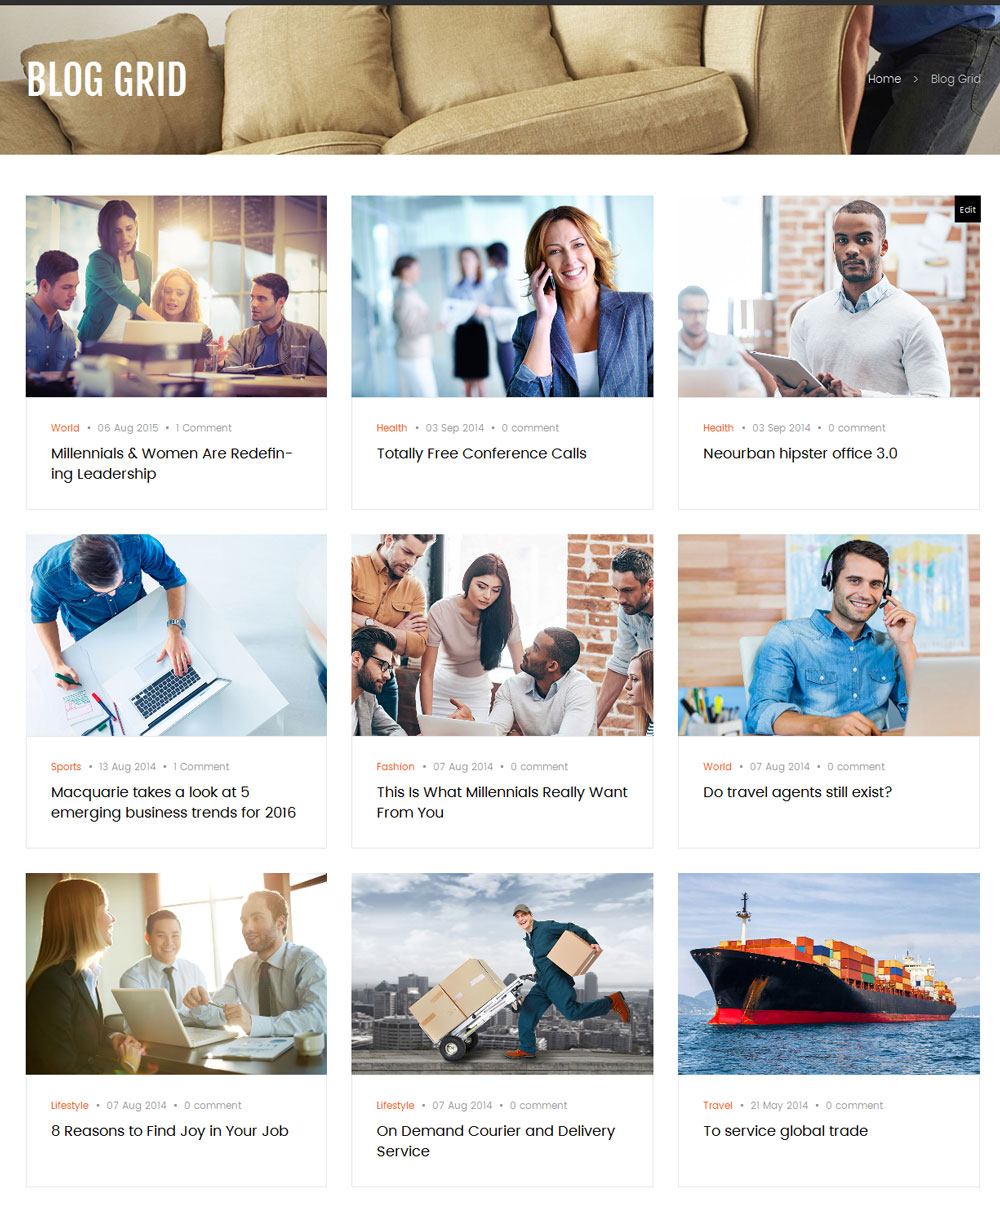 BLOG GRID
Home > Blog Grid
Edit
World • 06 Aug 2015 • 1 Comment
Millennials & Women Are Redefin-
ing Leadership
Health • 03 Sep 2014 • 0 comment
Totally Free Conference Calls
Health • 03 Sep 2014 • 0 comment
Neourban hipster office 3.0
Sports • 13 Aug 2014 • 1 Comment
Macquarie takes a look at 5
emerging business trends for 2016
Fashion • 07 Aug 2014 • 0 comment
This Is What Millennials Really Want
From You
World • 07 Aug 2014 • 0 comment
Do travel agents still exist?
Lifestyle • 07 Aug 2014 • 0 comment
8 Reasons to Find Joy in Your Job
Lifestyle • 07 Aug 2014 • 0 comment
On Demand Courier and Delivery
Service
Travel • 21 May 2014 • 0 comment
To service global trade